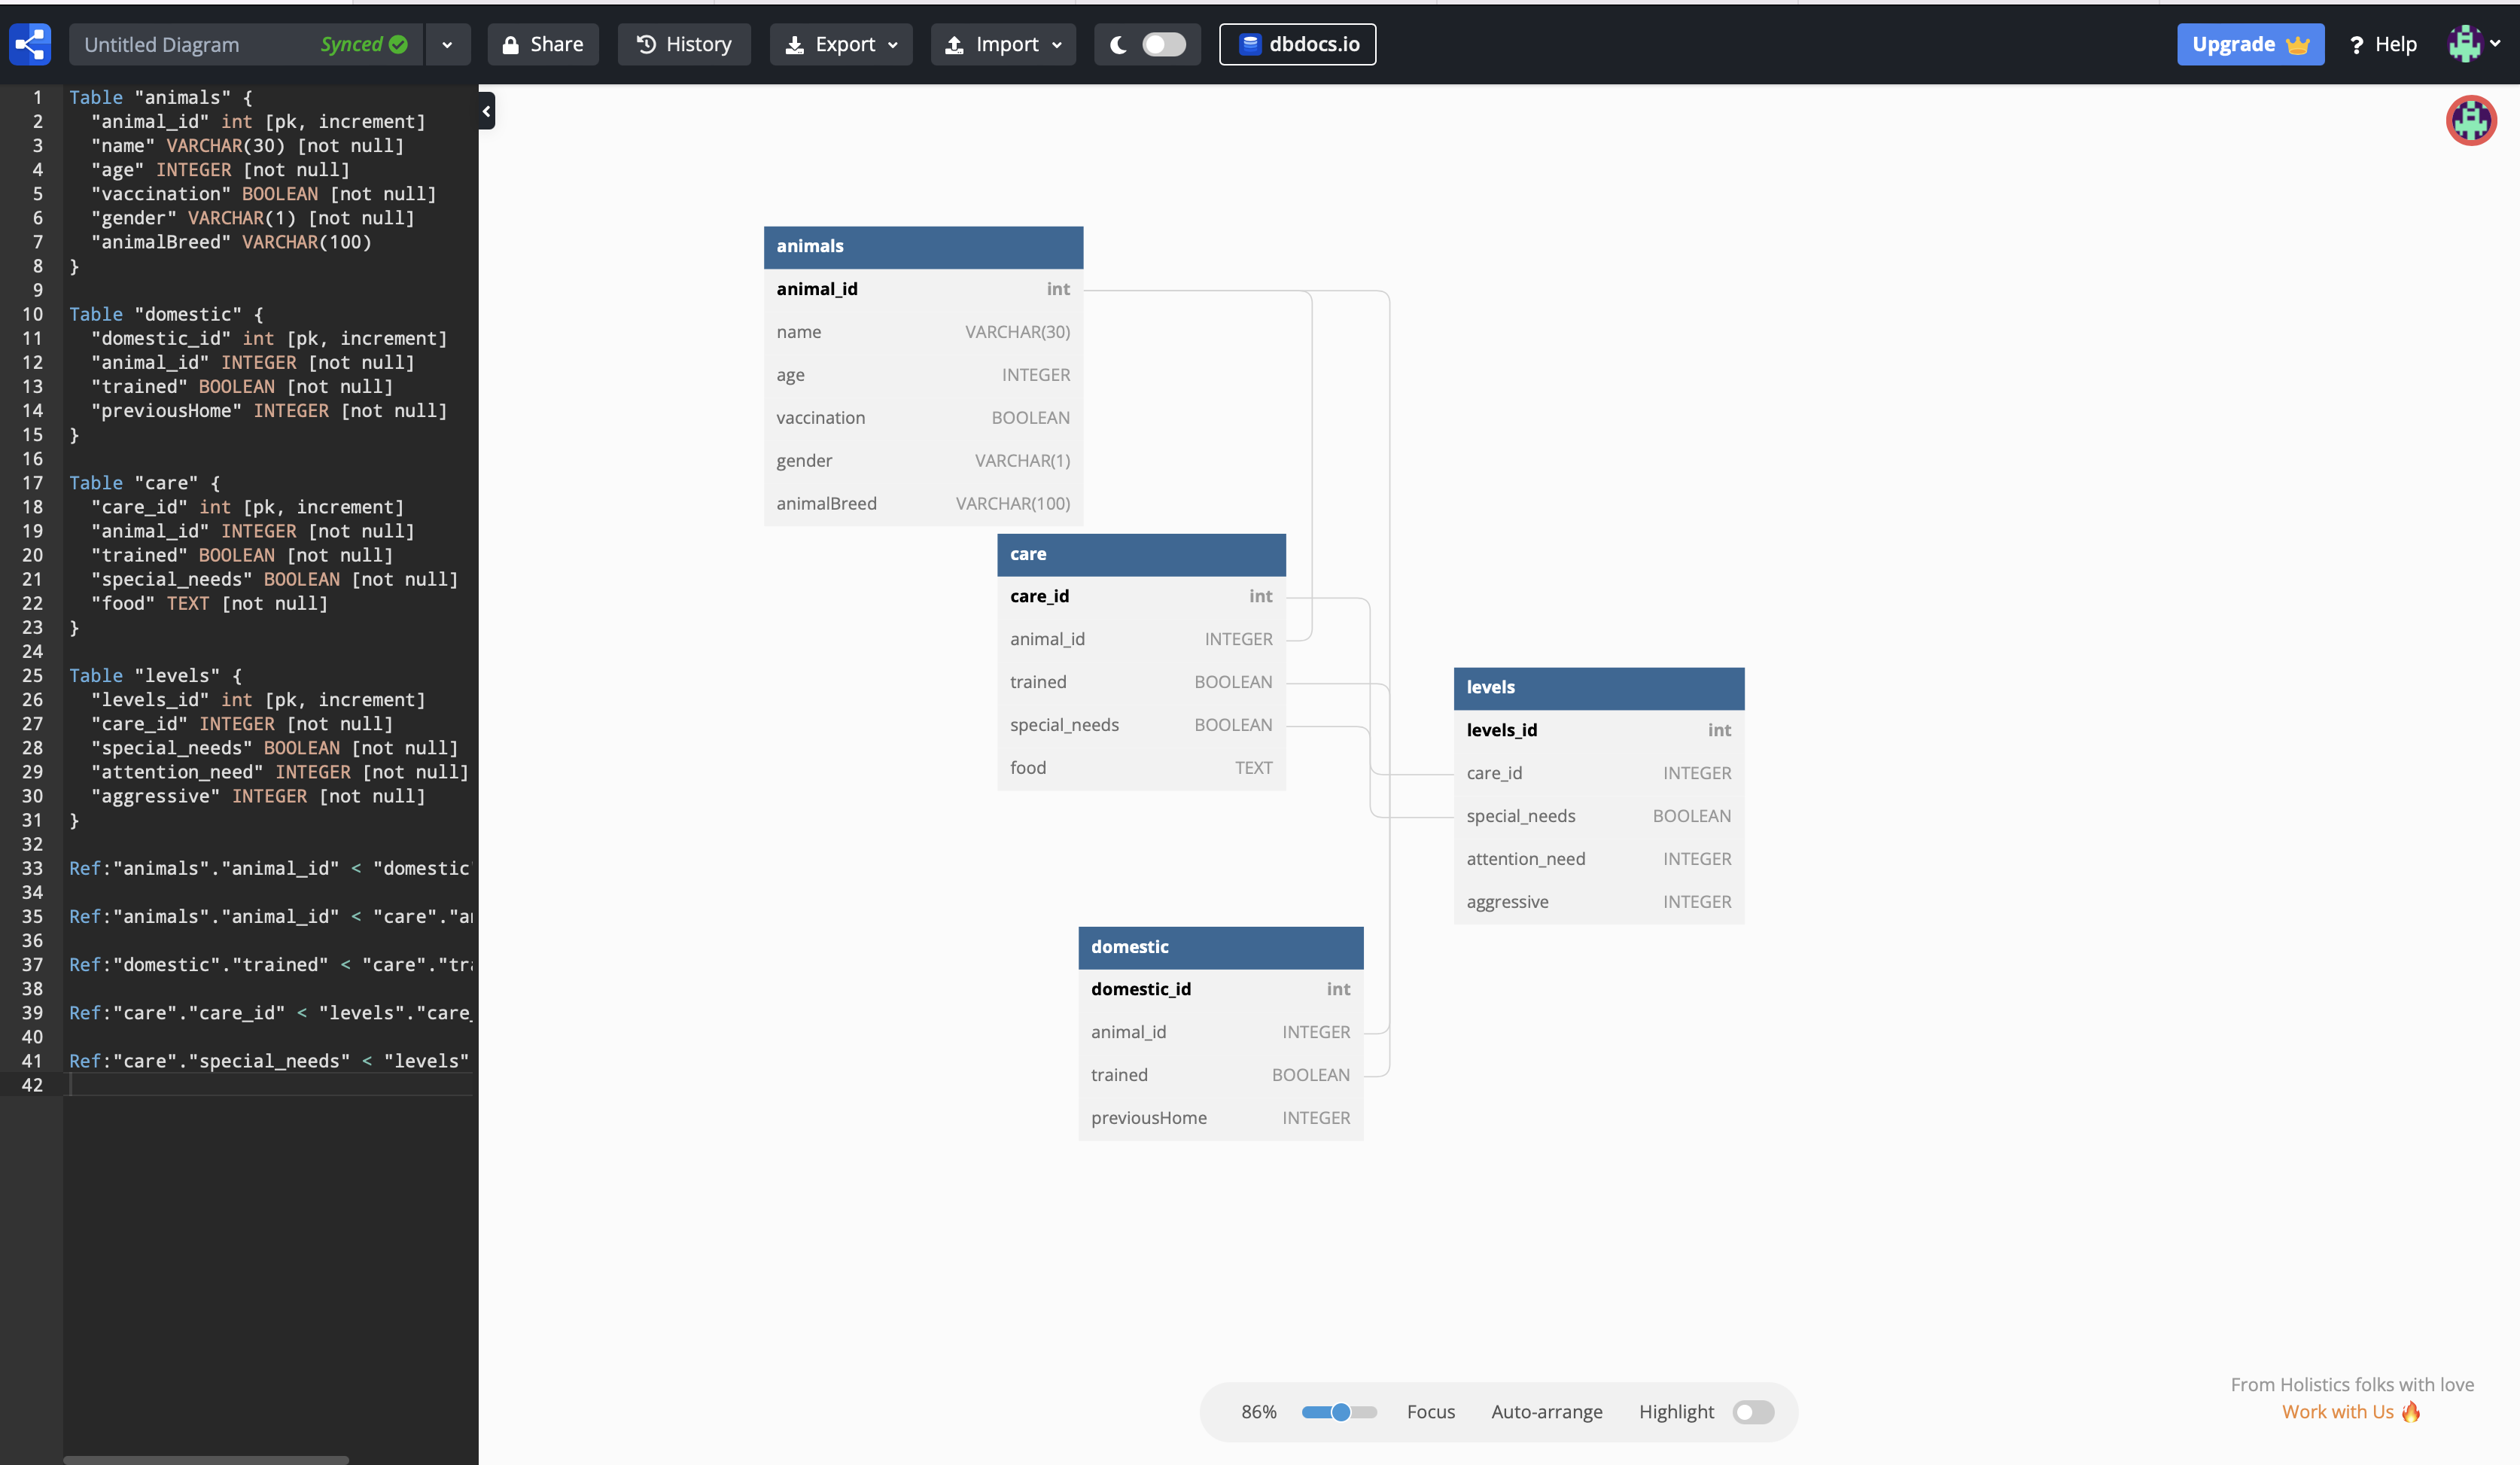 Untitled Diagram Synced Share History Export Import dbdocs.io Upgrade ? Help
1 Table "animals" {
2 "animal_id" int [pk, increment]
3 "name" VARCHAR(30) [not null]
4 "age" INTEGER [not null]
5 "vaccination" BOOLEAN [not null]
6 "gender" VARCHAR(1) [not null]
7 "animalBreed" VARCHAR(100)
8 }
9
10 Table "domestic" {
11 "domestic_id" int [pk, increment]
12 "animal_id" INTEGER [not null]
13 "trained" BOOLEAN [not null]
14 "previousHome" INTEGER [not null]
15 }
16
17 Table "care" {
18 "care_id" int [pk, increment]
19 "animal_id" INTEGER [not null]
20 "trained" BOOLEAN [not null]
21 "special_needs" BOOLEAN [not null]
22 "food" TEXT [not null]
23 }
24
25 Table "levels" {
26 "levels_id" int [pk, increment]
27 "care_id" INTEGER [not null]
28 "special_needs" BOOLEAN [not null]
29 "attention_need" INTEGER [not null]
30 "aggressive" INTEGER [not null]
31 }
32
33 Ref:"animals"."animal_id" < "domestic"
34
35 Ref:"animals"."animal_id" < "care"."a
36
37 Ref:"domestic"."trained" < "care"."tr
38
39 Ref:"care"."care_id" < "levels"."care_
40
41 Ref:"care"."special_needs" < "levels"
42
animals
animal_id int
name VARCHAR(30)
age INTEGER
vaccination BOOLEAN
gender VARCHAR(1)
animalBreed VARCHAR(100)
care
care_id int
animal_id INTEGER
trained BOOLEAN
special_needs BOOLEAN
food TEXT
levels
levels_id int
care_id INTEGER
special_needs BOOLEAN
attention_need INTEGER
aggressive INTEGER
domestic
domestic_id int
animal_id INTEGER
trained BOOLEAN
previousHome INTEGER
86% Focus Auto-arrange Highlight
From Holistics folks with love
Work with Us